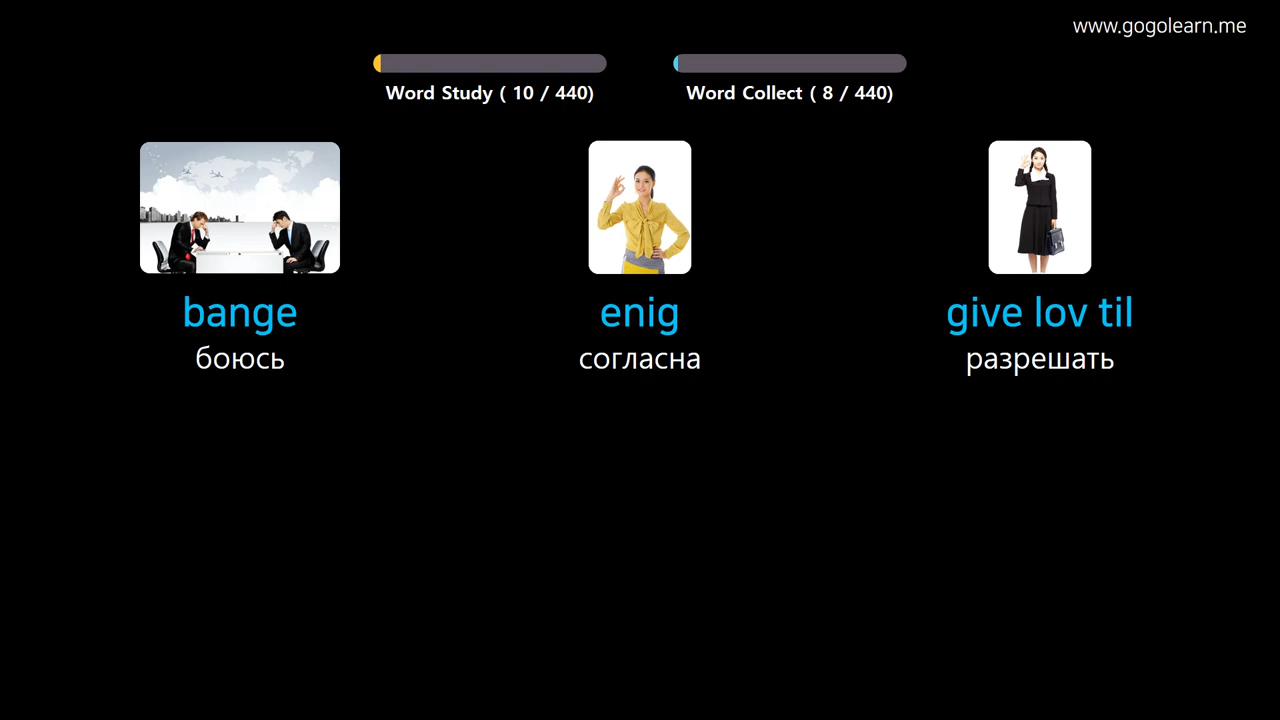 www.gogolearn.me
Word Study ( 10 / 440)
Word Collect ( 8 / 440)
bange
enig
give lov til
боюсь
согласна
разрешать